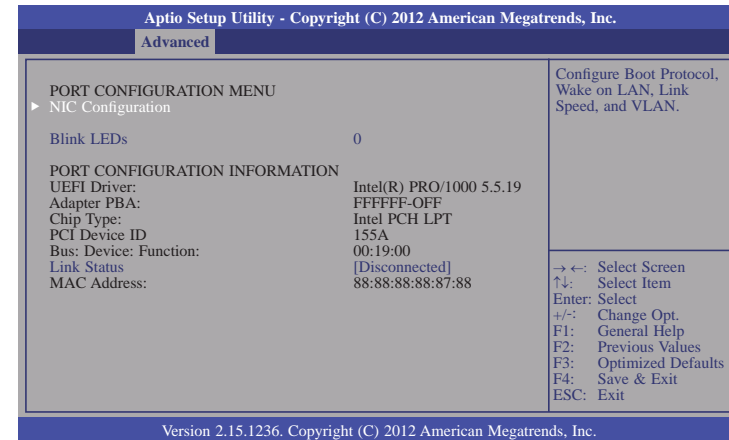 Aptio Setup Utility - Copyright (C) 2012 American Megatrends, Inc.
Advanced
PORT CONFIGURATION MENU
► NIC Configuration
Blink LEDs 0
PORT CONFIGURATION INFORMATION
UEFI Driver: Intel(R) PRO/1000 5.5.19
Adapter PBA: FFFFFF-OFF
Chip Type: Intel PCH LPT
PCI Device ID 155A
Bus: Device: Function: 00:19:00
Link Status [Disconnected]
MAC Address: 88:88:88:88:87:88
Configure Boot Protocol,
Wake on LAN, Link
Speed, and VLAN.
→ ←: Select Screen
↑↓: Select Item
Enter: Select
+/-: Change Opt.
F1: General Help
F2: Previous Values
F3: Optimized Defaults
F4: Save & Exit
ESC: Exit
Version 2.15.1236. Copyright (C) 2012 American Megatrends, Inc.